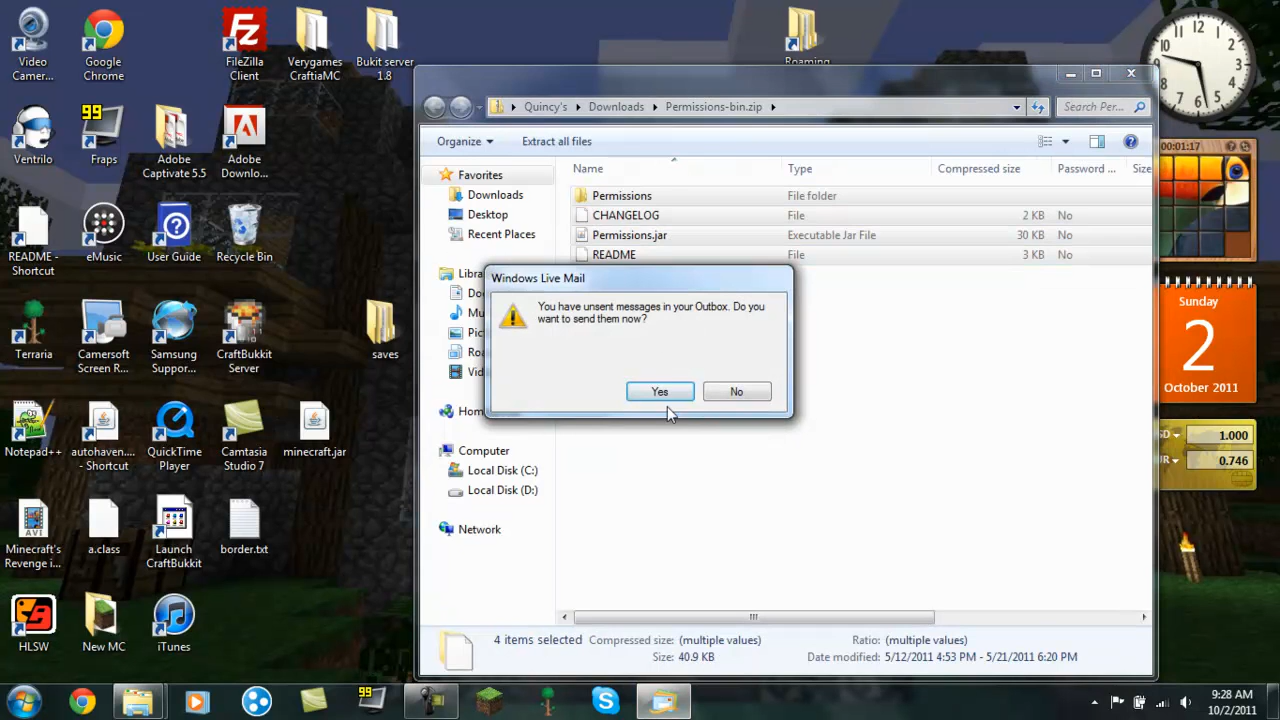 Video
Camer...
Google
Chrome
FileZilla
Client
Verygames
CraftiaMC
Bukit server
1.8
Roaming
Quincy's
Downloads
Permissions-bin.zip
Search Per...
Organize
Extract all files
Name
Type
Compressed size
Password ...
Size
Favorites
Downloads
Desktop
Recent Places
Permissions
File folder
CHANGELOG
File
2 KB
No
Permissions.jar
Executable Jar File
30 KB
No
README
File
3 KB
No
Windows Live Mail
You have unsent messages in your Outbox. Do you
want to send them now?
Yes
No
Computer
Local Disk (C:)
Local Disk (D:)
Network
4 items selected
Compressed size: (multiple values)
Size: 40.9 KB
Ratio: (multiple values)
Date modified: 5/12/2011 4:53 PM - 5/21/2011 6:20 PM
Ventrilo
99
Fraps
Adobe
Captivate 5.5
Adobe
Downlo...
README -
Shortcut
eMusic
User Guide
Recycle Bin
Terraria
Camersoft
Screen R...
Samsung
Suppor...
CraftBukkit
Server
saves
Notepad++
autohaven....
- Shortcut
QuickTime
Player
Camtasia
Studio 7
minecraft.jar
Minecraft's
Revenge i...
a.class
Launch
CraftBukkit
border.txt
HLSW
New MC
iTunes
12
00:01:17
Sunday
2
October 2011
1.000
0.746
99
9:28 AM
10/2/2011